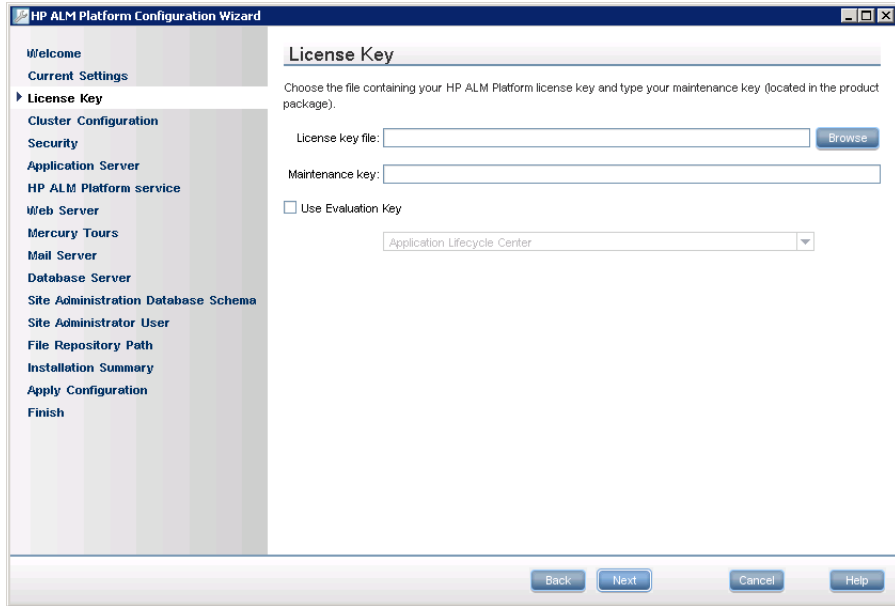 HP ALM Platform Configuration Wizard
Welcome
Current Settings
License Key
Cluster Configuration
Security
Application Server
HP ALM Platform service
Web Server
Mercury Tours
Mail Server
Database Server
Site Administration Database Schema
Site Administrator User
File Repository Path
Installation Summary
Apply Configuration
Finish
License Key
Choose the file containing your HP ALM Platform license key and type your maintenance key (located in the product
package).
License key file:
Browse
Maintenance key:
Use Evaluation Key
Application Lifecycle Center
Back Next Cancel Help